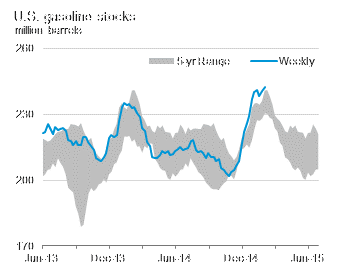 U.S. gasoline stocks
million barrels
260
5-yr Range Weekly
230
200
170
Jun-13 Dec-13 Jun-14 Dec-14 Jun-15